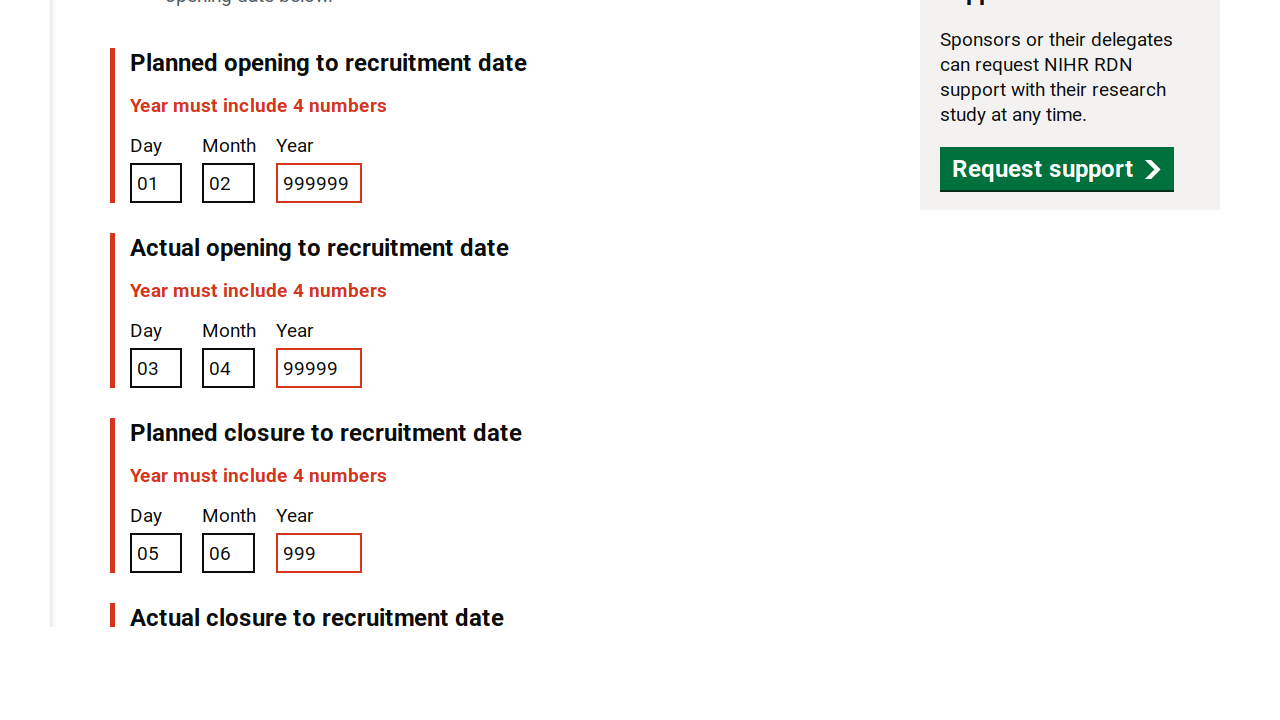 opening date below.
Planned opening to recruitment date
Year must include 4 numbers
Day Month Year
01 02 999999
Actual opening to recruitment date
Year must include 4 numbers
Day Month Year
03 04 99999
Planned closure to recruitment date
Year must include 4 numbers
Day Month Year
05 06 999
Actual closure to recruitment date
Sponsors or their delegates
can request NIHR RDN
support with their research
study at any time.
Request support